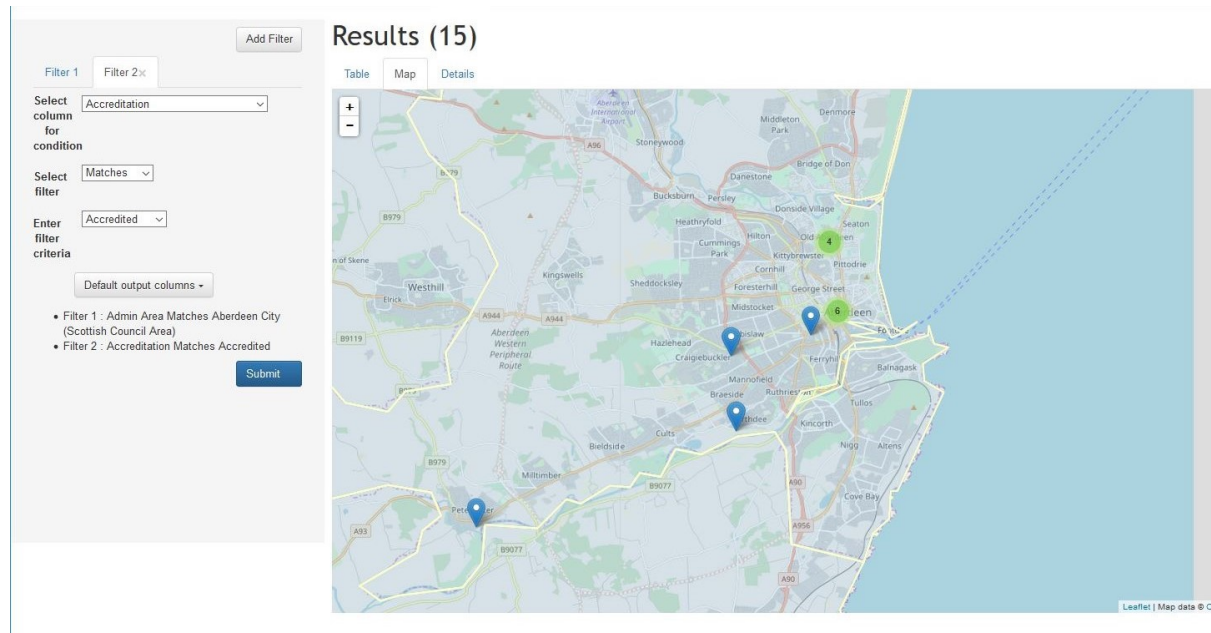 Add Filter
Filter 1
Filter 2×
Select column for condition
Accreditation
Select filter
Matches
Enter filter criteria
Accredited
Default output columns
• Filter 1 : Admin Area Matches Aberdeen City
(Scottish Council Area)
• Filter 2 : Accreditation Matches Accredited
Submit
Results (15)
Table
Map
Details
+
−
Aberdeen
International
Airport
Middleton
Park
Denmore
A96
Stoneywood
Bridge of Don
B979
Danestone
Bucksburn
Persley
Donside Village
B979
Heathryfold
Seaton
Cummings
Park
Hilton
4
Kittybrewster
Pittodrie
n of Skene
Kingswells
Cornhill
Westhill
Sheddocksley
Foresterhill
George Street
Elrick
Midstocket
6
deen
A944
A944
B9119
Aberdeen
Western
Peripheral
Route
Hazlehead
Craigiebuckler
Ferryhil
Balnagask
Mannofield
Braeside
Tullos
Cults
Kincorth
Bieldside
Nigg
Altens
B979
Milltimber
B9077
A90
Cove Bay
A93
A956
B9077
A90
Leaflet | Map data ©